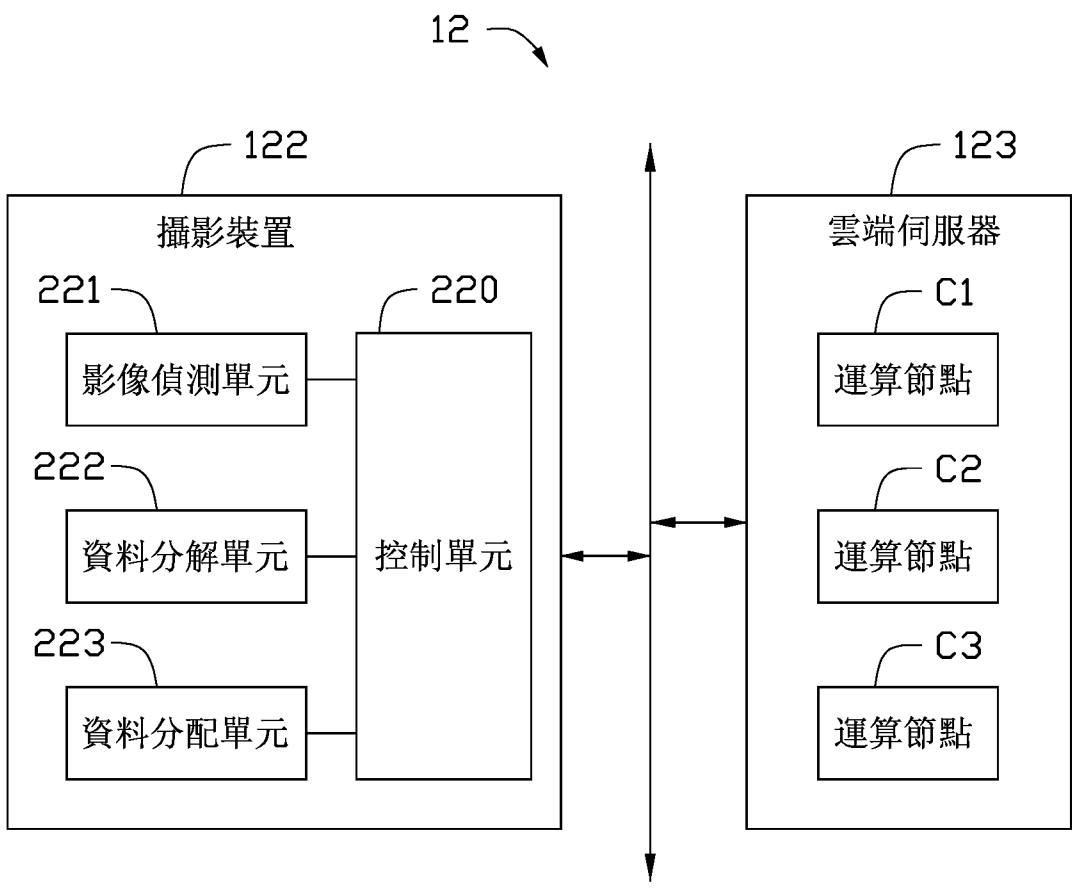 12
122
123
攝影裝置
雲端伺服器
221
220
C1
影像偵測單元
運算節點
222
C2
資料分解單元
控制單元
運算節點
223
C3
資料分配單元
運算節點